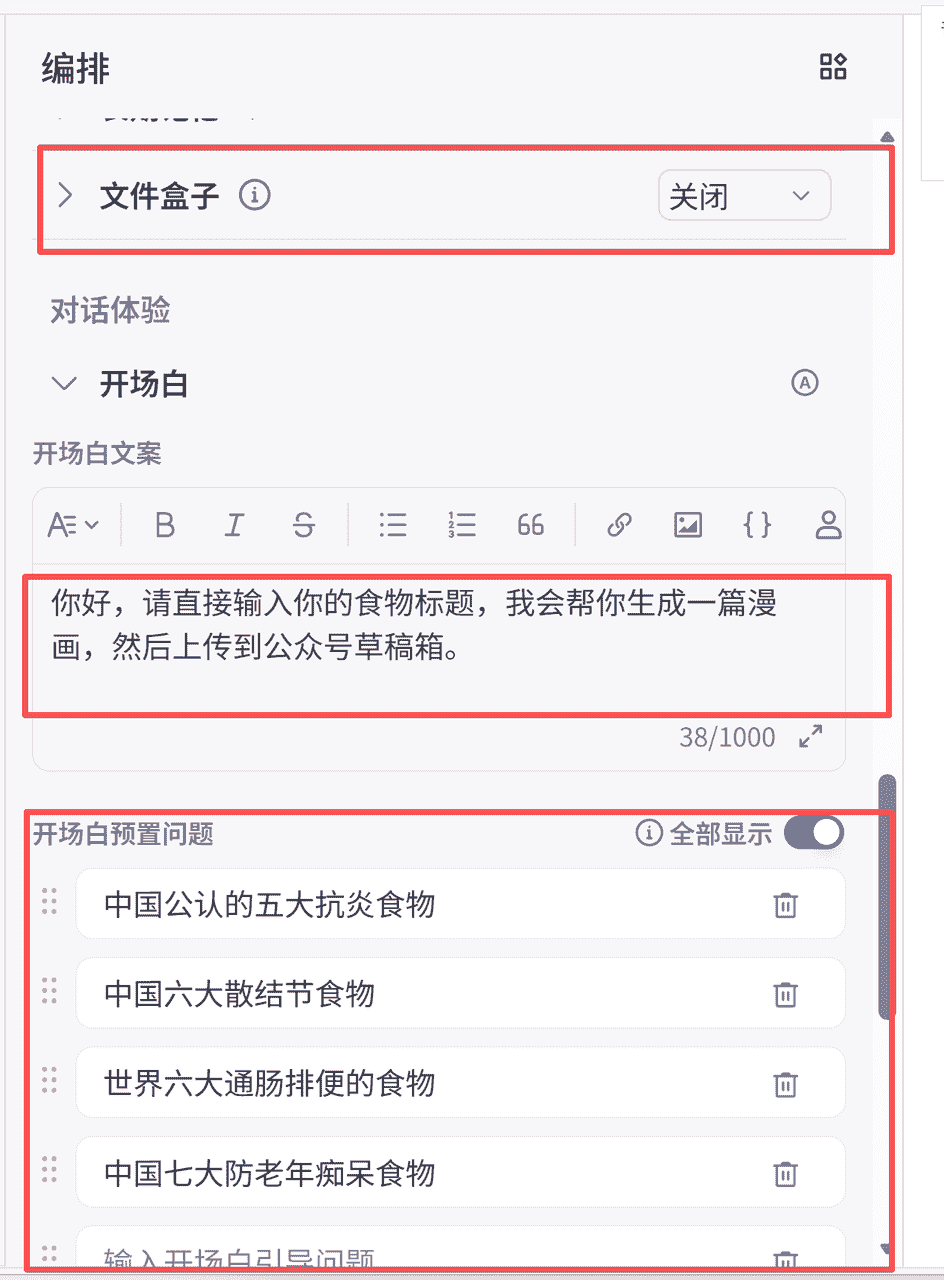 编排
文件盒子
关闭
对话体验
开场白
A
开场白文案
A B I S 66 { }
你好，请直接输入你的食物标题，我会帮你生成一篇漫
画，然后上传到公众号草稿箱。
38/1000
开场白预置问题 全部显示
中国公认的五大抗炎食物
中国六大散结节食物
世界六大通肠排便的食物
中国七大防老年痴呆食物
输入开场白引导问题